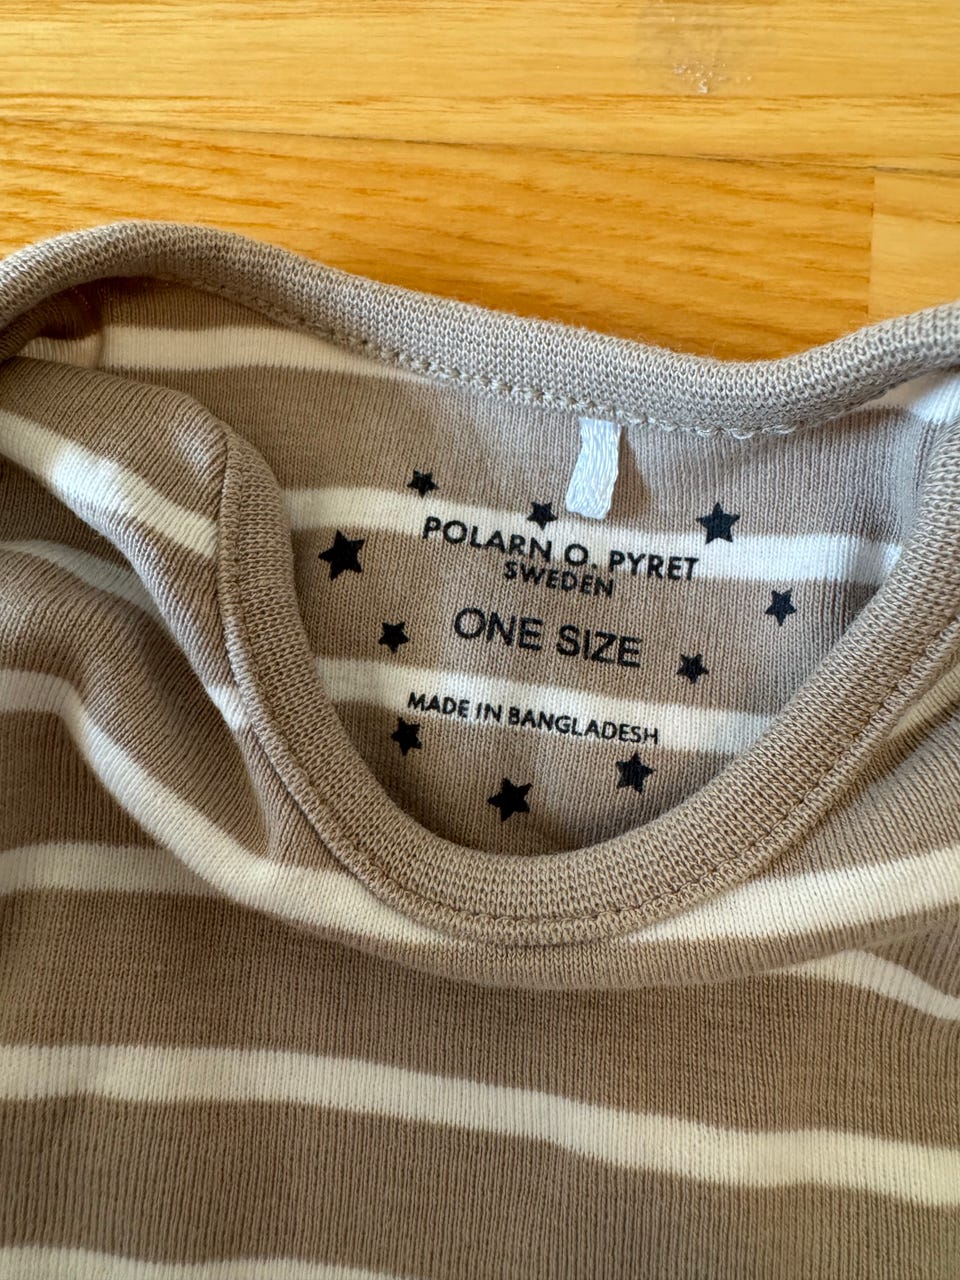 POLARN O. PYRET
SWEDEN
ONE SIZE
MADE IN BANGLADESH